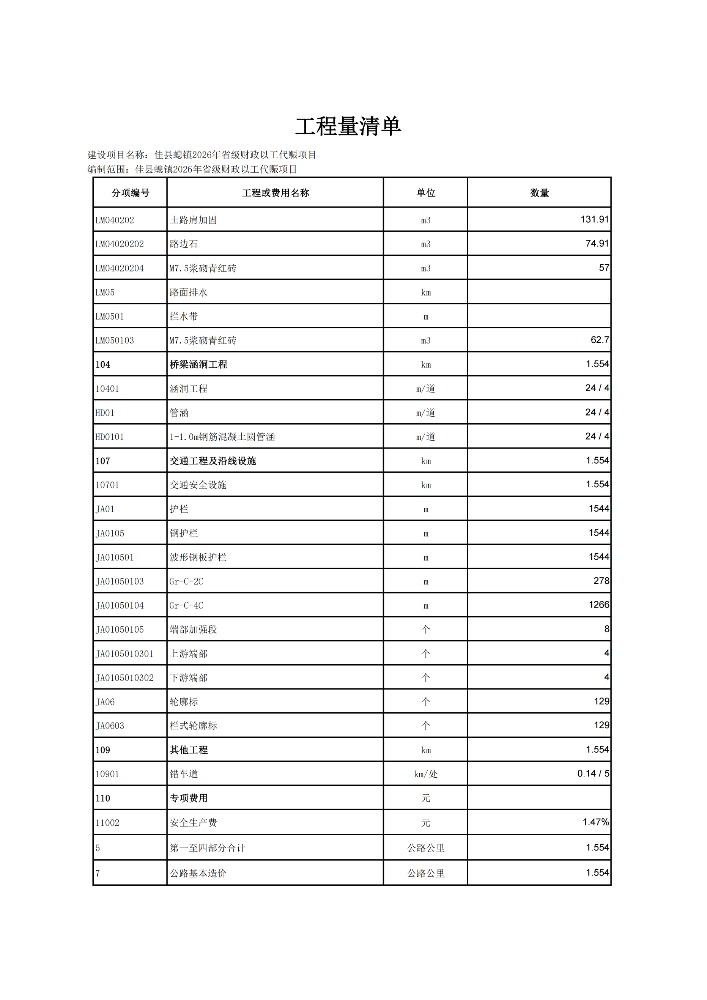 工程量清单
建设项目名称：佳县螅镇2026年省级财政以工代赈项目
编制范围：佳县螅镇2026年省级财政以工代赈项目
分项编号 工程或费用名称 单位 数量
LM040202 土路肩加固 m3 131.91
LM04020202 路边石 m3 74.91
LM04020204 M7.5浆砌青红砖 m3 57
LM05 路面排水 km
LM0501 拦水带 m
LM050103 M7.5浆砌青红砖 m3 62.7
104 桥梁涵洞工程 km 1.554
10401 涵洞工程 m/道 24 / 4
HD01 管涵 m/道 24 / 4
HD0101 1-1.0m钢筋混凝土圆管涵 m/道 24 / 4
107 交通工程及沿线设施 km 1.554
10701 交通安全设施 km 1.554
JA01 护栏 m 1544
JA0105 钢护栏 m 1544
JA010501 波形钢板护栏 m 1544
JA01050103 Gr-C-2C m 278
JA01050104 Gr-C-4C m 1266
JA01050105 端部加强段 个 8
JA0105010301 上游端部 个 4
JA0105010302 下游端部 个 4
JA06 轮廓标 个 129
JA0603 栏式轮廓标 个 129
109 其他工程 km 1.554
10901 错车道 km/处 0.14 / 5
110 专项费用 元
11002 安全生产费 元 1.47%
5 第一至四部分合计 公路公里 1.554
7 公路基本造价 公路公里 1.554